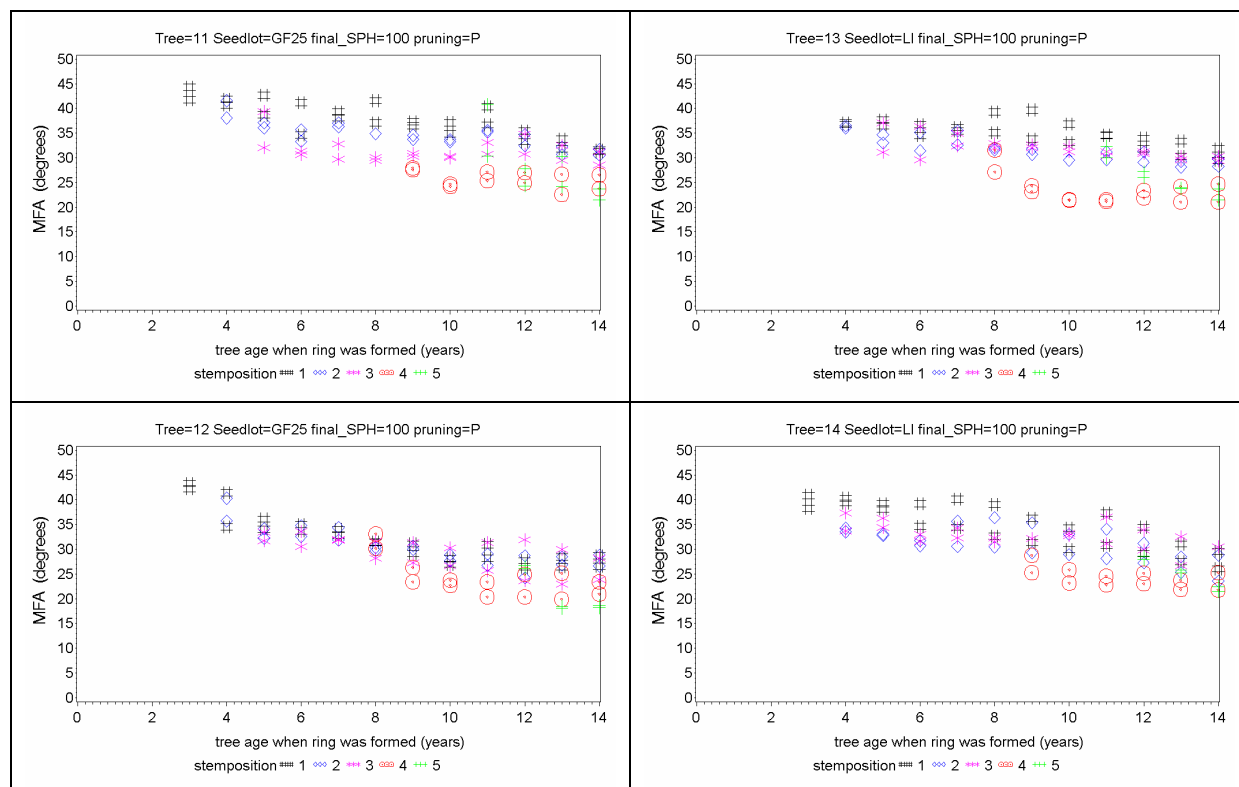 Tree=11 Seedlot=GF25 final_SPH=100 pruning=P
MFA (degrees)
50
45
40
35
30
25
20
15
10
5
0
0 2 4 6 8 10 12 14
tree age when ring was formed (years)
stemposition 1 2 3 4 5
Tree=13 Seedlot=LI final_SPH=100 pruning=P
MFA (degrees)
50
45
40
35
30
25
20
15
10
5
0
0 2 4 6 8 10 12 14
tree age when ring was formed (years)
stemposition 1 2 3 4 5
Tree=12 Seedlot=GF25 final_SPH=100 pruning=P
MFA (degrees)
50
45
40
35
30
25
20
15
10
5
0
0 2 4 6 8 10 12 14
tree age when ring was formed (years)
stemposition 1 2 3 4 5
Tree=14 Seedlot=LI final_SPH=100 pruning=P
MFA (degrees)
50
45
40
35
30
25
20
15
10
5
0
0 2 4 6 8 10 12 14
tree age when ring was formed (years)
stemposition 1 2 3 4 5